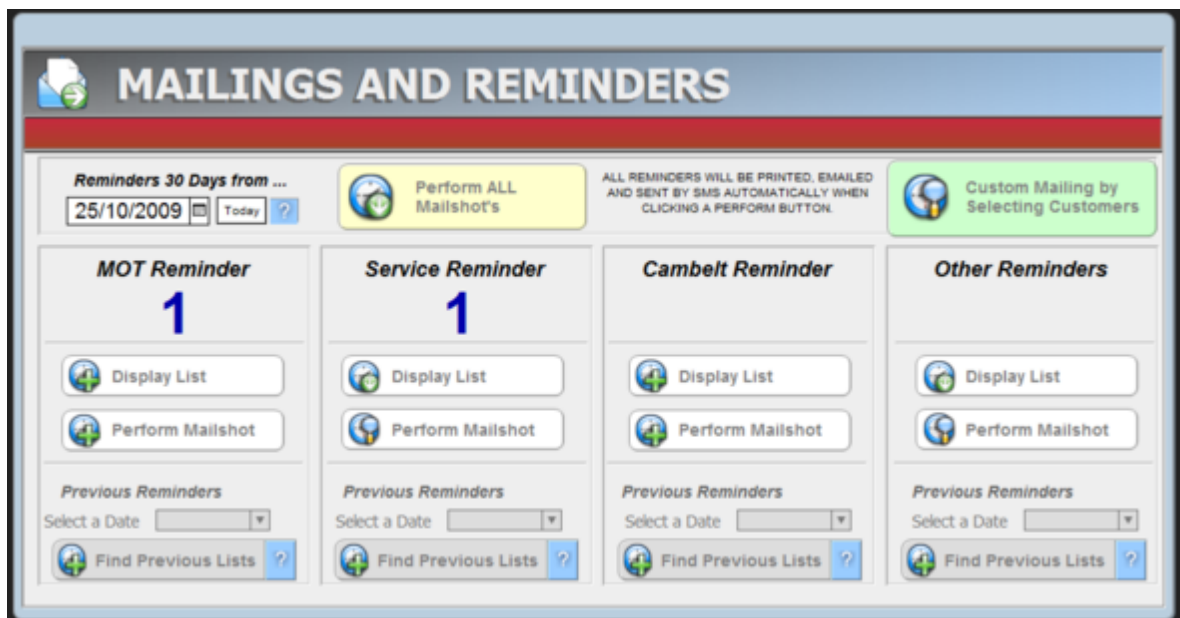 MAILINGS AND REMINDERS
Reminders 30 Days from ...
25/10/2009 Today ?
Perform ALL
Mailshot's
ALL REMINDERS WILL BE PRINTED, EMAILED
AND SENT BY SMS AUTOMATICALLY WHEN
CLICKING A PERFORM BUTTON.
Custom Mailing by
Selecting Customers
MOT Reminder
1
Display List
Perform Mailshot
Previous Reminders
Select a Date
Find Previous Lists ?
Service Reminder
1
Display List
Perform Mailshot
Previous Reminders
Select a Date
Find Previous Lists ?
Cambelt Reminder
Display List
Perform Mailshot
Previous Reminders
Select a Date
Find Previous Lists ?
Other Reminders
Display List
Perform Mailshot
Previous Reminders
Select a Date
Find Previous Lists ?